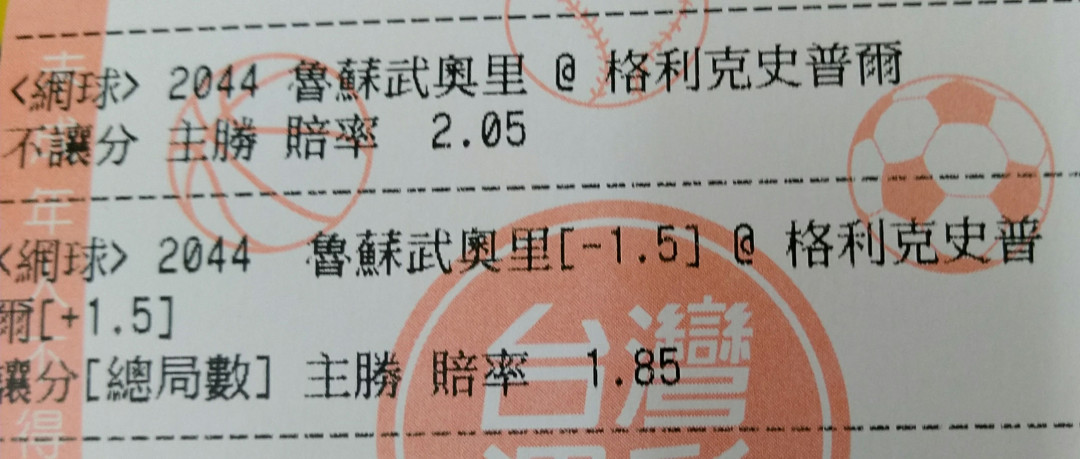 <網球> 2044 魯蘇武奧里 @ 格利克史普爾
不讓分 主勝 賠率 2.05
<網球> 2044 魯蘇武奧里[-1.5] @ 格利克史普
爾[+1.5]
讓分[總局數] 主勝 賠率 1.85
台灣